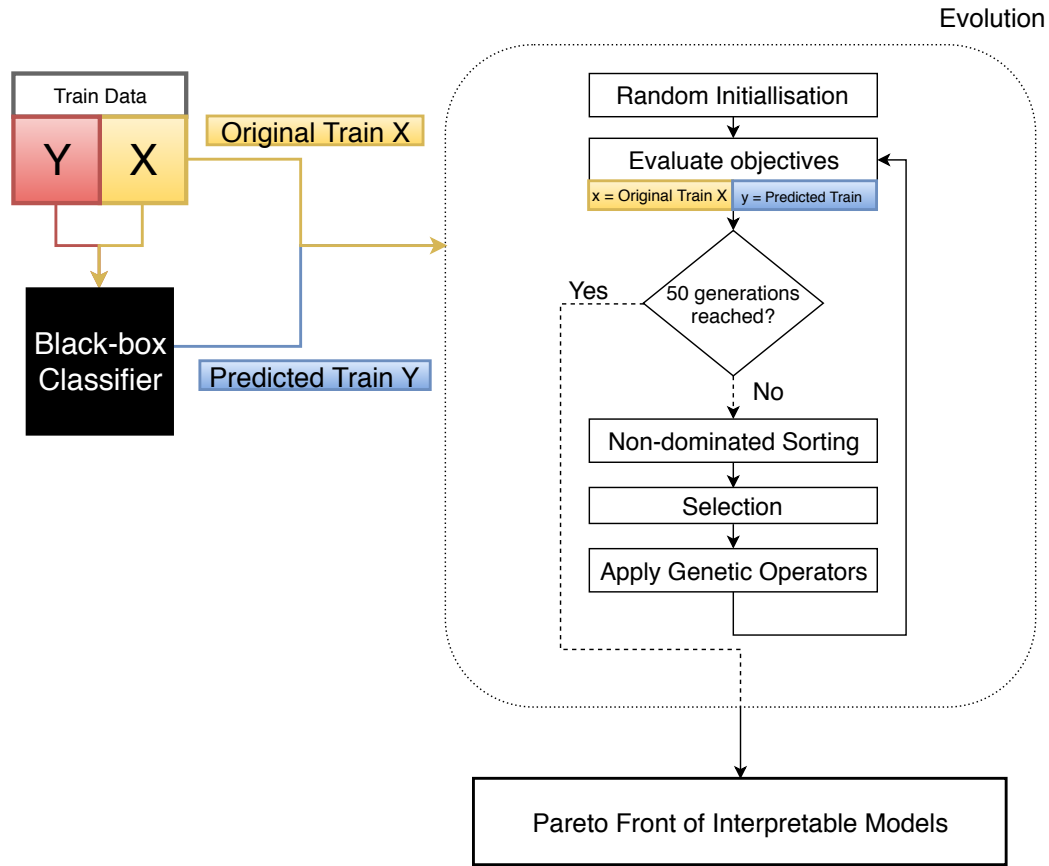 Evolution
Train Data
Y
X
Original Train X
Black-box
Classifier
Predicted Train Y
Random Initiallisation
Evaluate objectives
x = Original Train X
y = Predicted Train
50 generations
reached?
Yes
No
Non-dominated Sorting
Selection
Apply Genetic Operators
Pareto Front of Interpretable Models